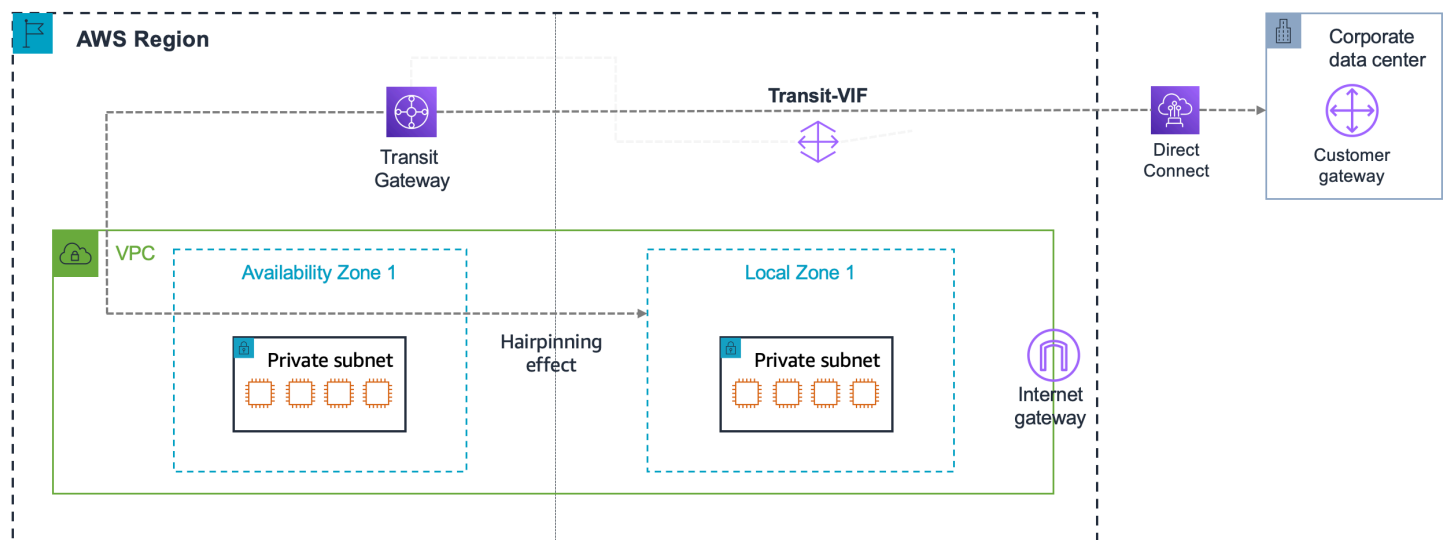 AWS Region
Corporate
data center
Transit-VIF
Transit
Gateway
Direct
Connect
Customer
gateway
VPC
Availability Zone 1
Local Zone 1
Hairpinning
effect
Private subnet
Private subnet
Internet
gateway